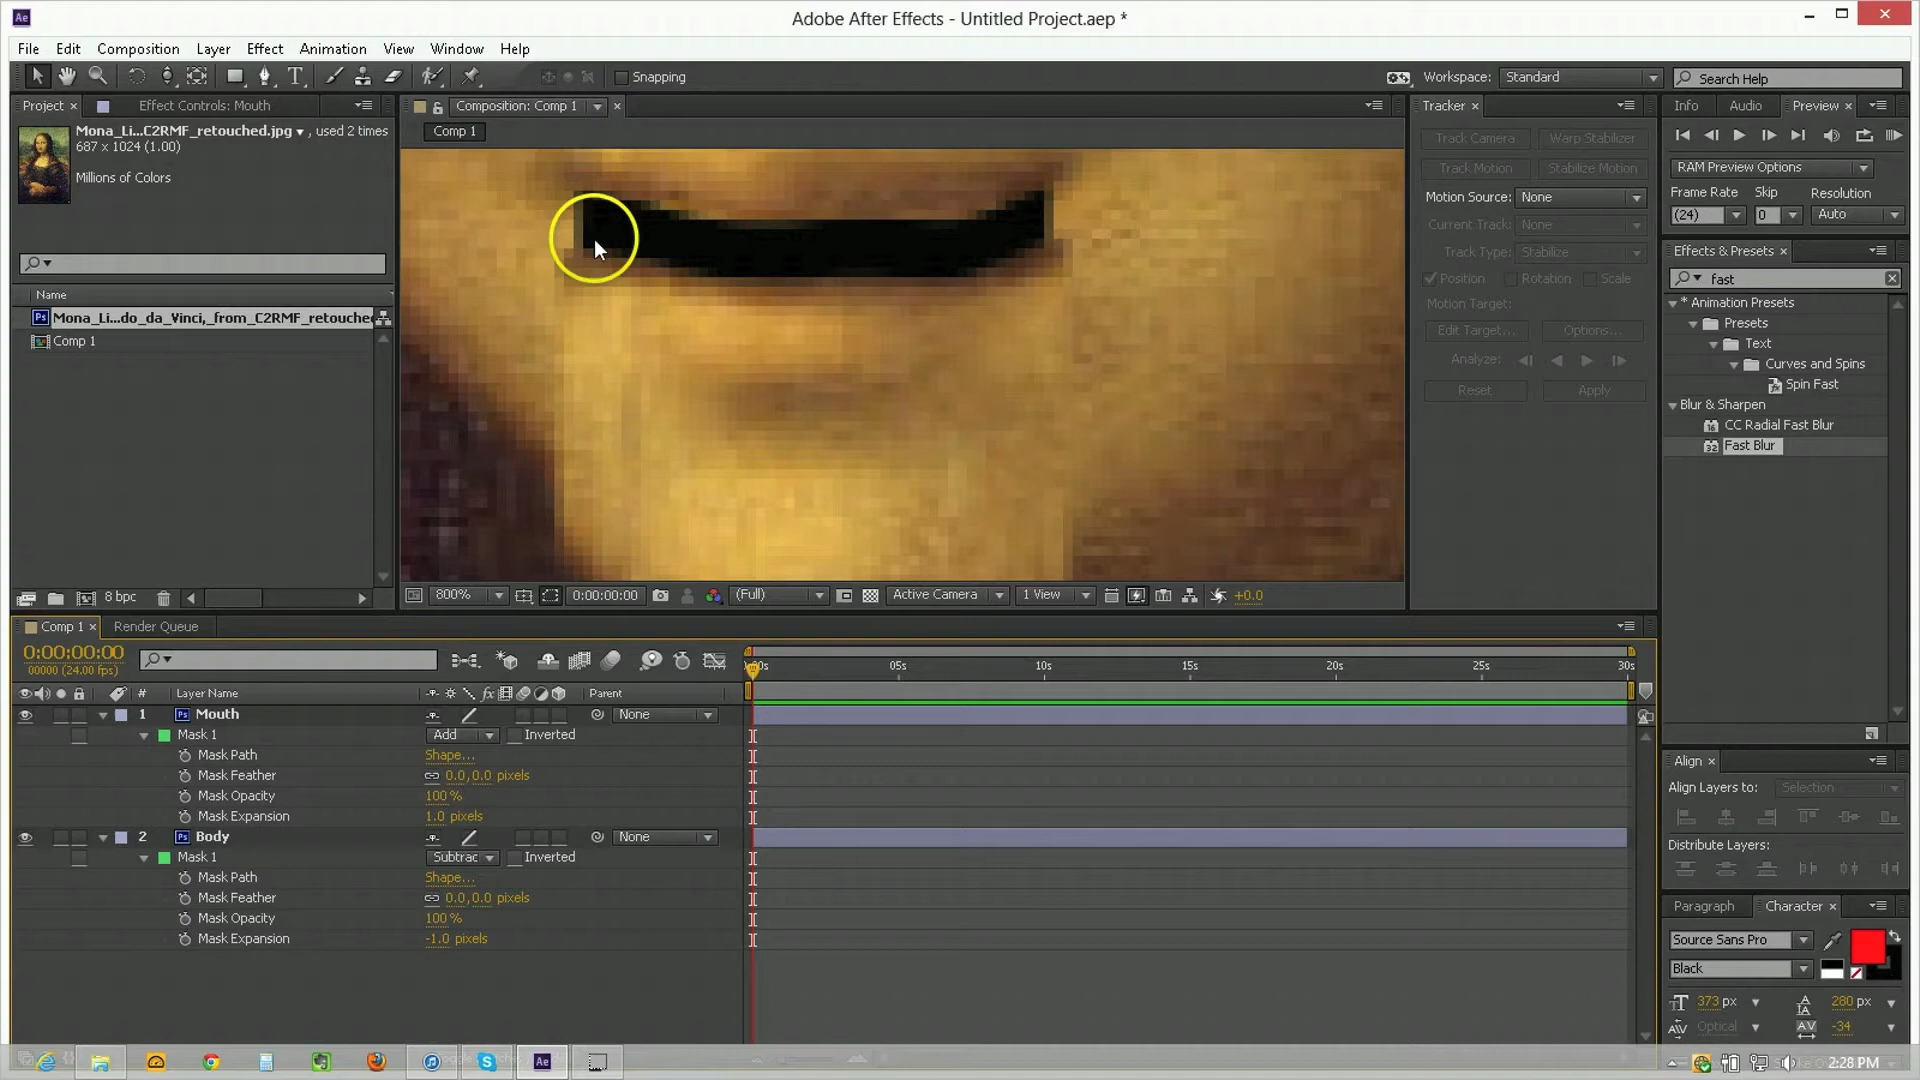 Ae
Adobe After Effects - Untitled Project.aep *
File Edit Composition Layer Effect Animation View Window Help
T Snapping
Workspace: Standard
Search Help
Project × Effect Controls: Mouth
Composition: Comp 1 ×
Tracker ×
Info Audio Preview ×
Mona_Li...C2RMF_retouched.jpg ▾ , used 2 times
687 x 1024 (1.00)
Millions of Colors
Comp 1
Track Camera Warp Stabilizer
Track Motion Stabilize Motion
Motion Source: None
Current Track: None
Track Type: Stabilize
Position Rotation Scale
Motion Target:
Edit Target... Options...
Analyze:
Reset Apply
RAM Preview Options
Frame Rate Skip Resolution
(24) 0 Auto
Effects & Presets ×
fast
* Animation Presets
Presets
Text
Curves and Spins
Spin Fast
Blur & Sharpen
CC Radial Fast Blur
Fast Blur
Name
Mona_Li...do_da_Vinci,_from_C2RMF_retouche
Comp 1
8 bpc
800% 0:00:00:00 (Full) Active Camera 1 View +0.0
Comp 1 × Render Queue
0:00:00:00
00000 (24.00 fps)
05s 10s 15s 20s 25s 30s
# Layer Name fx Parent
1 Ps Mouth None
Mask 1 Add Inverted
Mask Path Shape...
Mask Feather 0.0,0.0 pixels
Mask Opacity 100 %
Mask Expansion 1.0 pixels
2 Ps Body None
Mask 1 Subtrac Inverted
Mask Path Shape...
Mask Feather 0.0,0.0 pixels
Mask Opacity 100 %
Mask Expansion -1.0 pixels
Align ×
Align Layers to: Selection
Distribute Layers:
Paragraph Character ×
Source Sans Pro
Black
373 px 280 px
Optical -34
Ae
2:28 PM